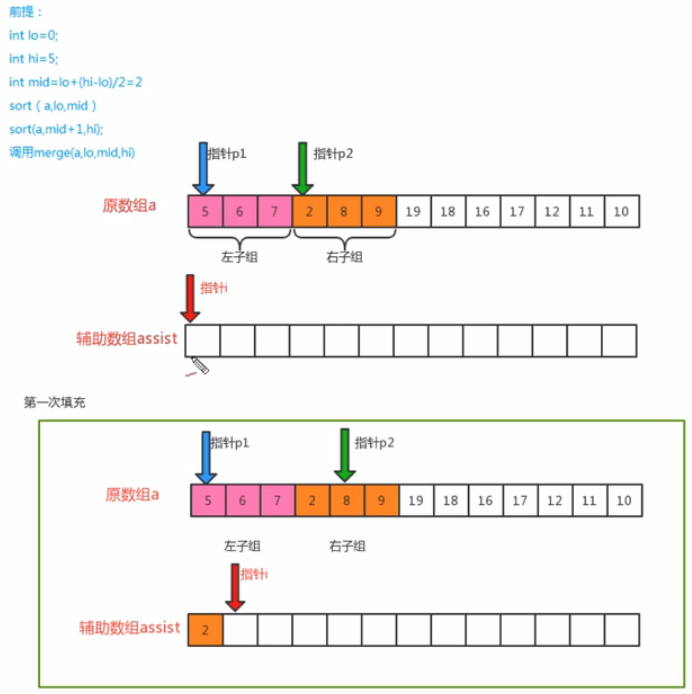 前提：
int lo=0;
int hi=5;
int mid=lo+(hi-lo)/2=2
sort（a,lo,mid）
sort(a,mid+1,hi);
调用merge(a,lo,mid,hi)
指针p1 指针p2
原数组a 5 6 7 2 8 9 19 18 16 17 12 11 10
左子组 右子组
指针i
辅助数组assist
第一次填充
指针p1 指针p2
原数组a 5 6 7 2 8 9 19 18 16 17 12 11 10
左子组 右子组
指针i
辅助数组assist 2